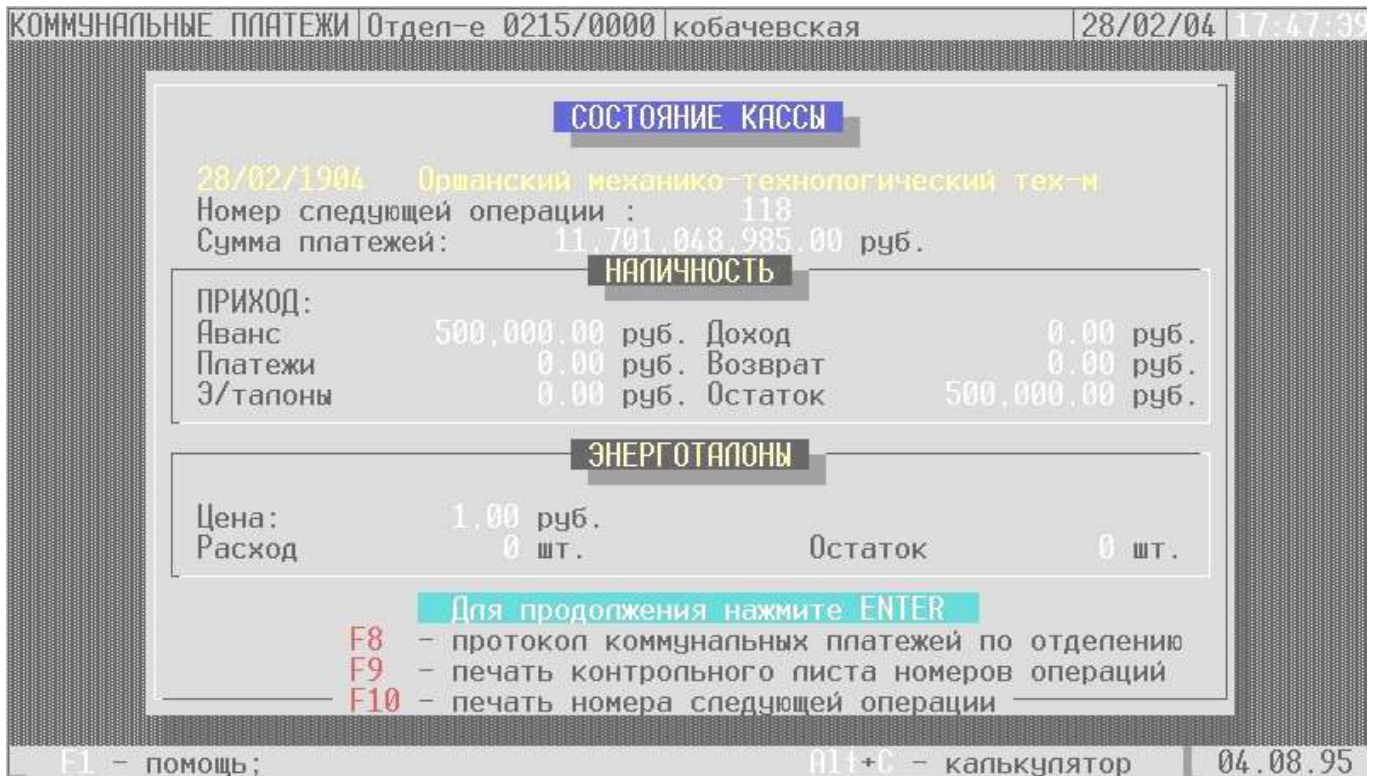 КОММУНАЛЬНЫЕ ПЛАТЕЖИ Отдел-е 0215/0000 кобачевская 28/02/04 17:47:39
СОСТОЯНИЕ КАССЫ
28/02/1904 Оршанский механико-технологический тех-м
Номер следующей операции : 118
Сумма платежей: 11,701,048,985.00 руб.
НАЛИЧНОСТЬ
ПРИХОД:
Аванс 500,000.00 руб. Доход 0.00 руб.
Платежи 0.00 руб. Возврат 0.00 руб.
Э/талоны 0.00 руб. Остаток 500,000.00 руб.
ЭНЕРГОТАЛОНЫ
Цена: 1.00 руб.
Расход 0 шт. Остаток 0 шт.
Для продолжения нажмите ENTER
F8 - протокол коммунальных платежей по отделению
F9 - печать контрольного листа номеров операций
F10 - печать номера следующей операции
F1 - помощь; Alt+C - калькулятор 04.08.95